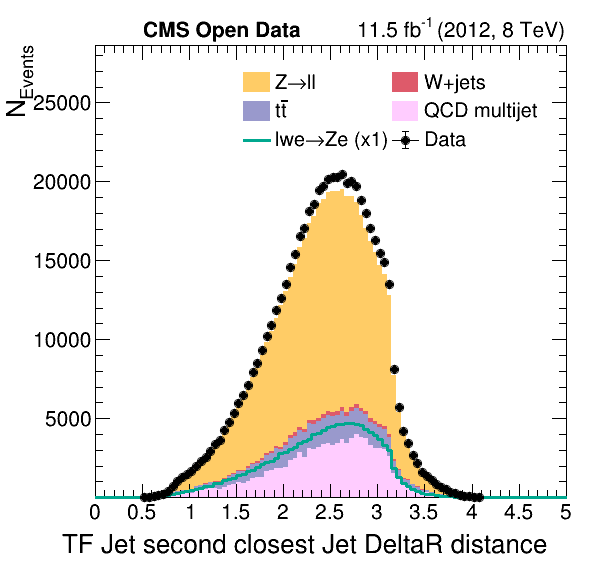 CMS Open Data 11.5 fb⁻¹ (2012, 8 TeV)
N_Events
Z→ll W+jets
tt̄ QCD multijet
lwe→Ze (x1) Data
25000
20000
15000
10000
5000
0 0.5 1 1.5 2 2.5 3 3.5 4 4.5 5
TF Jet second closest Jet DeltaR distance